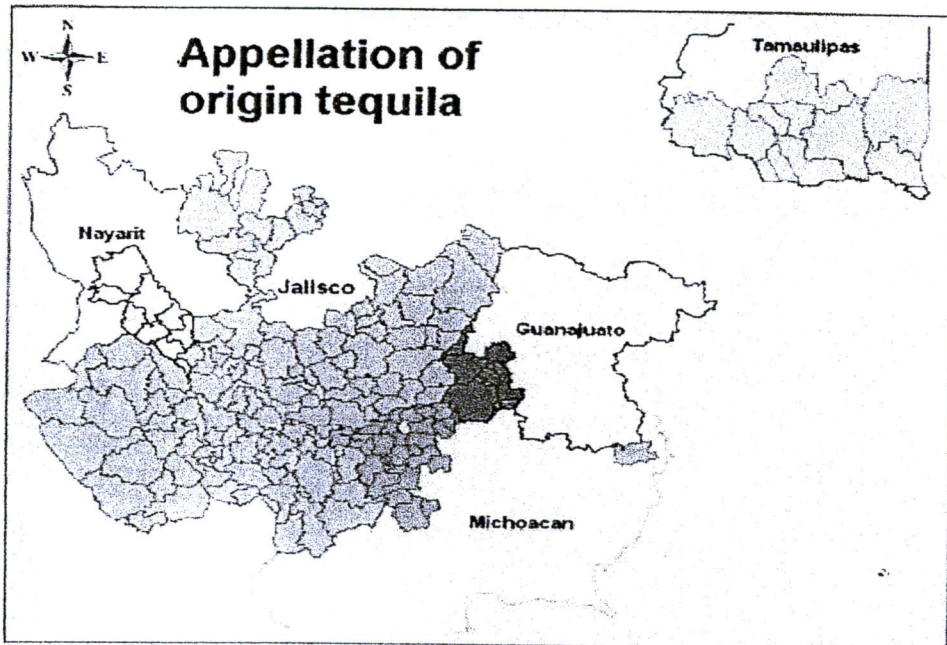 N
W E
S
Appellation of
origin tequila
Tamaulipas
Nayarit
Jalisco
Guanajuato
Michoacan